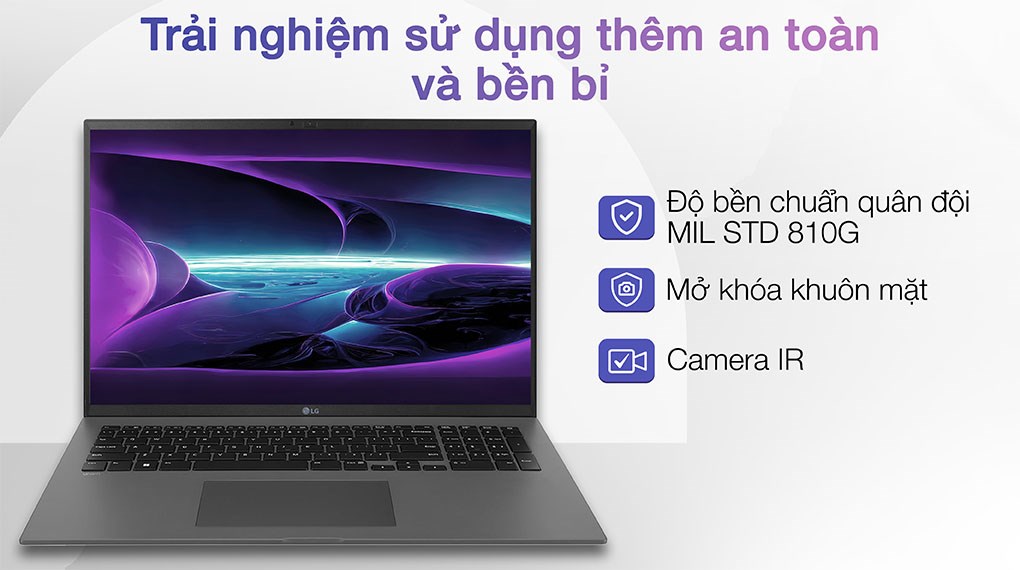 Trải nghiệm sử dụng thêm an toàn
và bền bỉ
Độ bền chuẩn quân đội
MIL STD 810G
Mở khóa khuôn mặt
Camera IR
LG